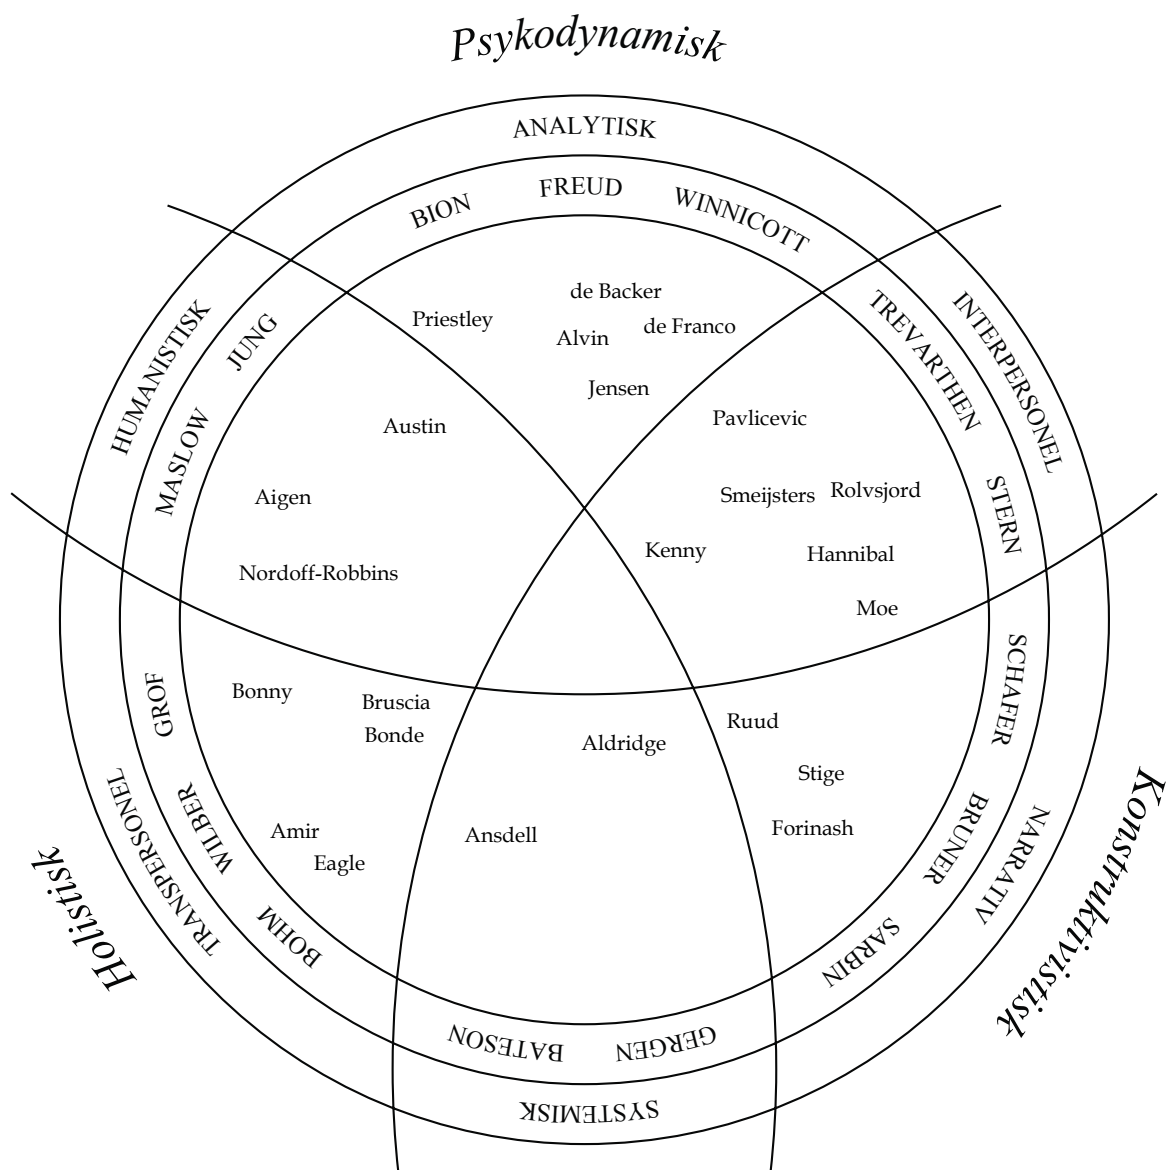 Psykodynamisk
ANALYTISK
BION
FREUD
WINNICOTT
HUMANISTISK
JUNG
MASLOW
TREVARTHEN
INTERPERSONEL
STERN
de Backer
Priestley
Alvin
de Franco
Jensen
Austin
Pavlicevic
Aigen
Smeijsters
Rolvsjord
Kenny
Hannibal
Nordoff-Robbins
Moe
Bonny
Bruscia
Bonde
Ruud
Aldridge
Stige
Amir
Eagle
Ansdell
Forinash
GROF
WILBER
BOHM
TRANSPERSONEL
Holistisk
SCHAFER
BRUNER
SARBIN
NARRATIV
Konstruktivistisk
BATESON
GERGEN
SYSTEMISK